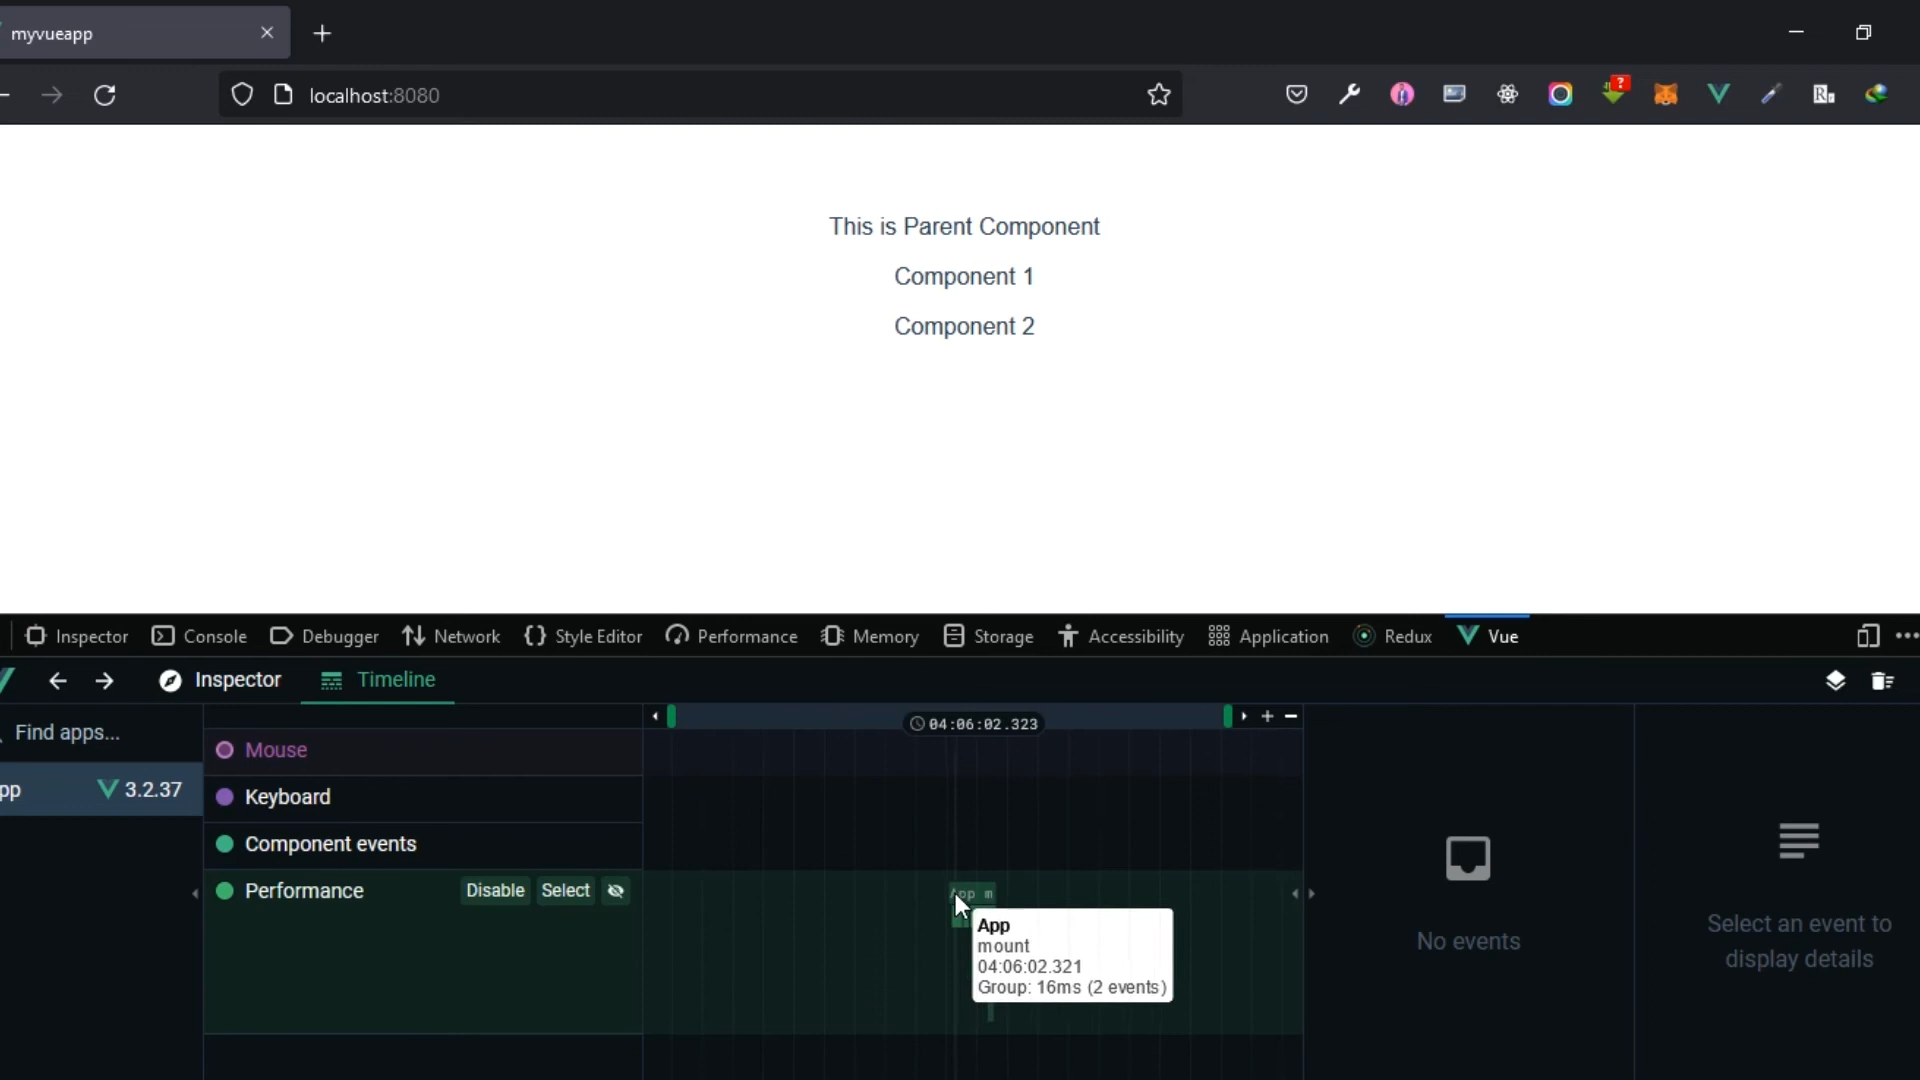 myvueapp
localhost:8080
?
R
This is Parent Component
Component 1
Component 2
Inspector Console Debugger Network Style Editor Performance Memory Storage Accessibility Application Redux Vue
Inspector Timeline
Find apps...
04:06:02.323
Mouse
pp 3.2.37
Keyboard
Component events
Performance Disable Select
App m
App
mount
04:06:02.321
Group: 16ms (2 events)
No events
Select an event to
display details